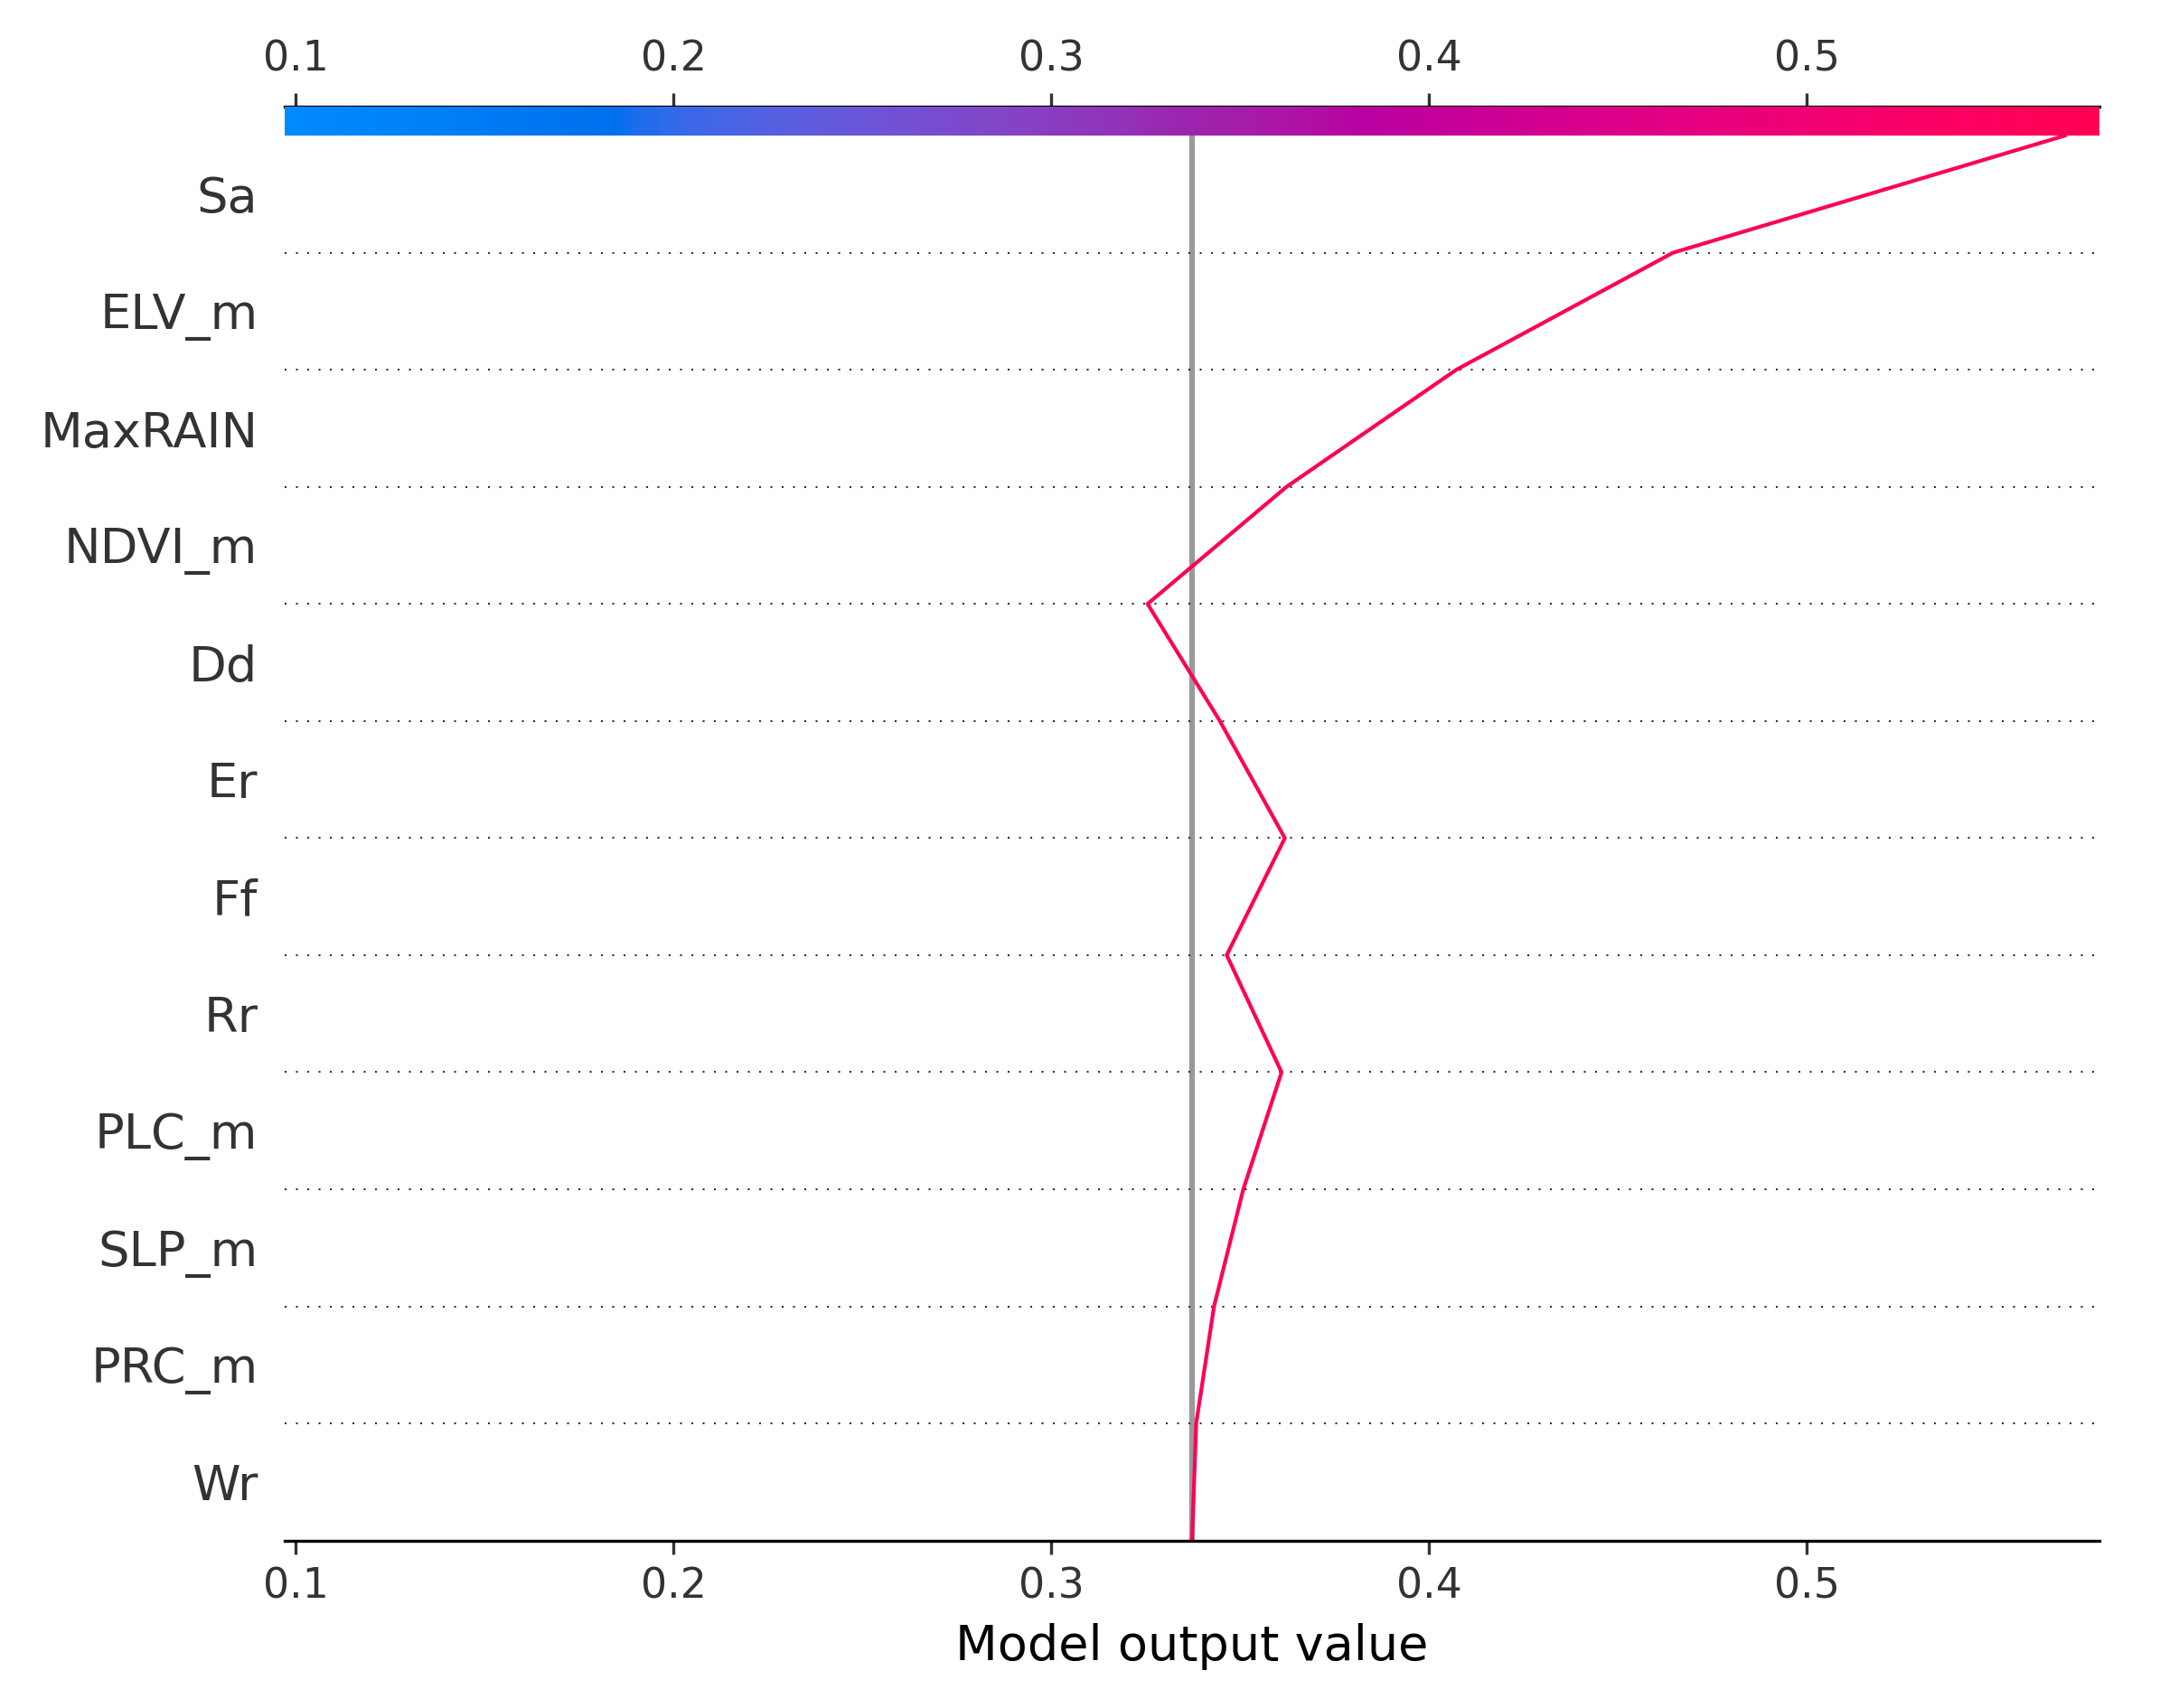 0.1 0.2 0.3 0.4 0.5
Sa
ELV_m
MaxRAIN
NDVI_m
Dd
Er
Ff
Rr
PLC_m
SLP_m
PRC_m
Wr
0.1 0.2 0.3 0.4 0.5
Model output value